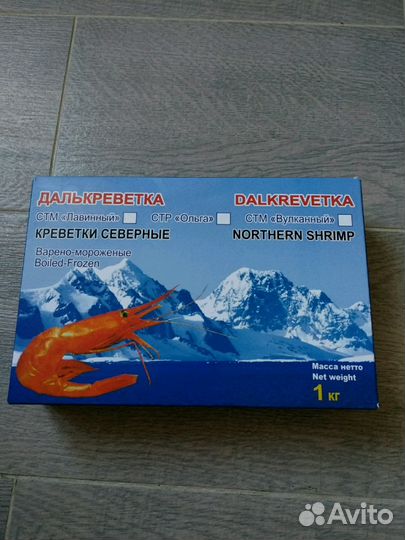 ДАЛЬКРЕВЕТКА DALKREVETKA
СТМ «Лавинный» СТР «Ольга» СТМ «Вулканный»
КРЕВЕТКИ СЕВЕРНЫЕ NORTHERN SHRIMP
Варено-мороженые
Boiled-Frozen
Масса нетто
Net weight
1 кг
Avito